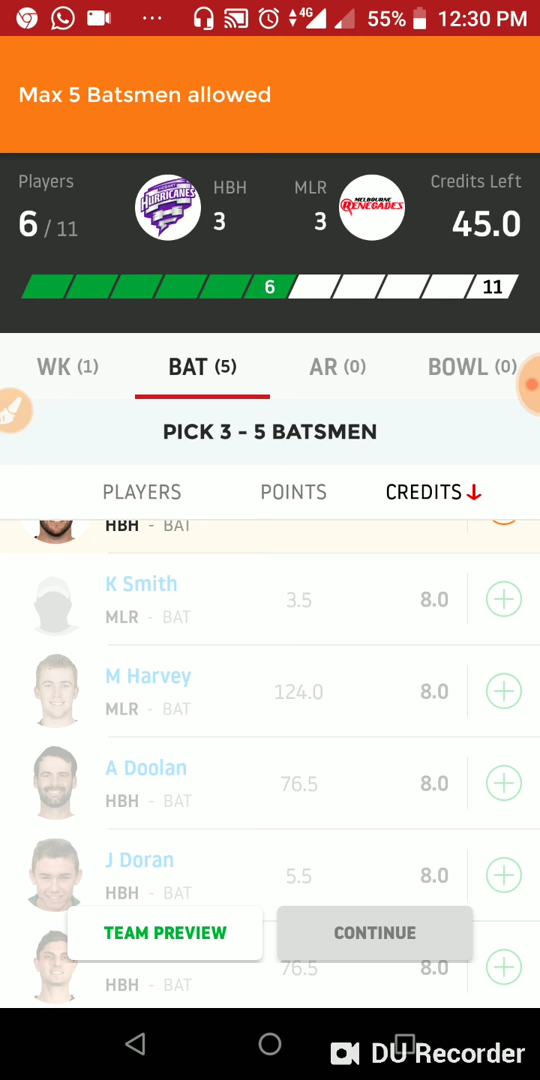 4G 55% 12:30 PM
Max 5 Batsmen allowed
Players HBH MLR Credits Left
6 / 11 HURRICANES 3 3 MELBOURNE RENEGADES 45.0
6 11
WK (1) BAT (5) AR (0) BOWL (0)
PICK 3 - 5 BATSMEN
PLAYERS POINTS CREDITS
HBH - BAT
K Smith 3.5 8.0
MLR - BAT
M Harvey 124.0 8.0
MLR - BAT
A Doolan 76.5 8.0
HBH - BAT
J Doran 5.5 8.0
HBH - BAT
TEAM PREVIEW CONTINUE
76.5 8.0
HBH - BAT
DU Recorder